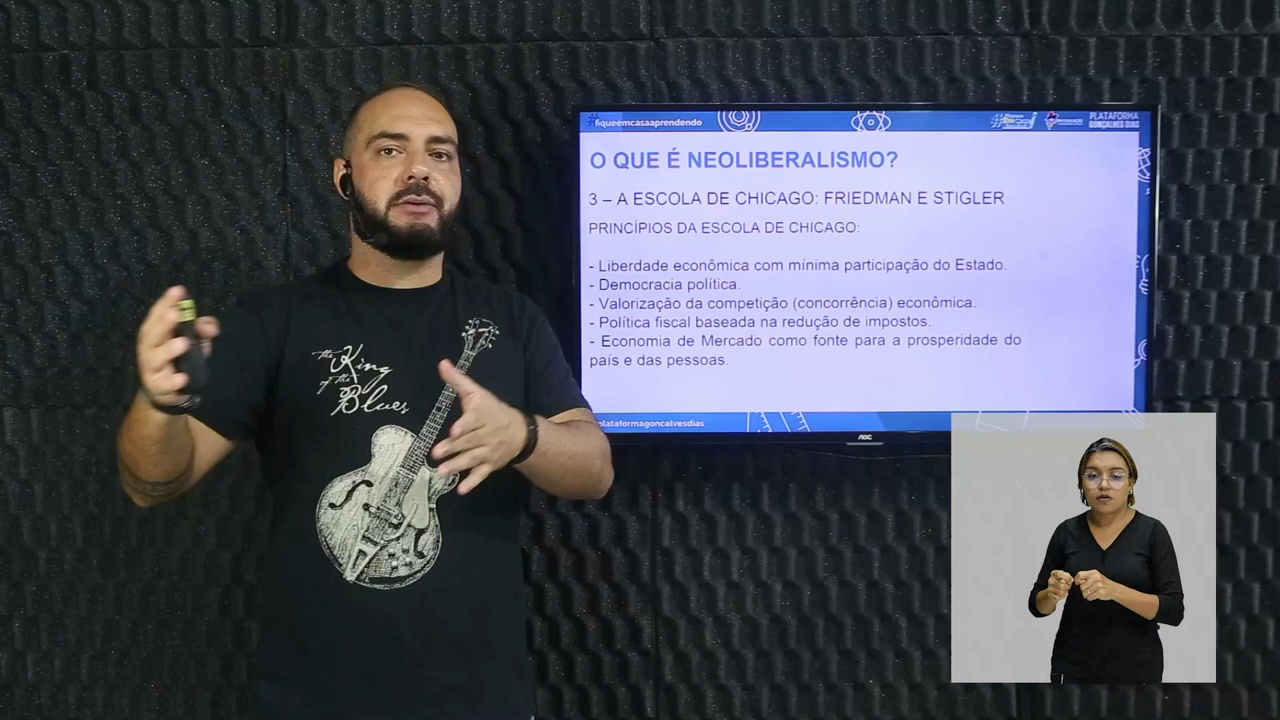 #fiqueemcasaaprendendo
PLATAFORMA
GONÇALVES DIAS
O QUE É NEOLIBERALISMO?
3 – A ESCOLA DE CHICAGO: FRIEDMAN E STIGLER
PRINCÍPIOS DA ESCOLA DE CHICAGO:
- Liberdade econômica com mínima participação do Estado.
- Democracia política.
- Valorização da competição (concorrência) econômica.
- Política fiscal baseada na redução de impostos.
- Economia de Mercado como fonte para a prosperidade do
país e das pessoas.
plataformagoncalvesdias
AOC
the King
of the
Blues